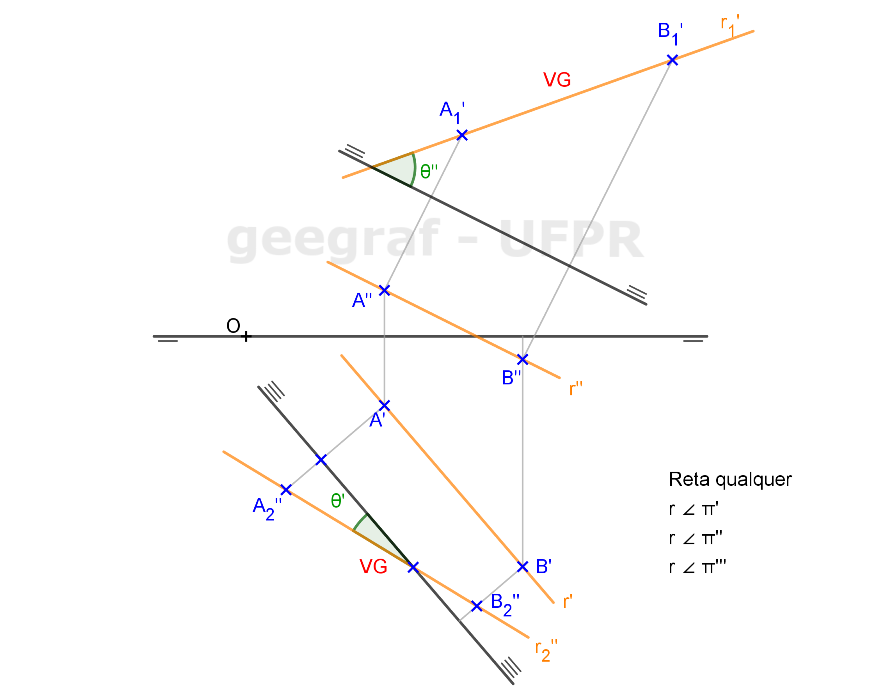 B₁'
r₁'
VG
A₁'
θ''
geegraf - UFPR
A''
O
B''
r''
A'
A₂''
θ'
VG
B'
B₂''
r'
r₂''
Reta qualquer
r ∠ π'
r ∠ π''
r ∠ π'''